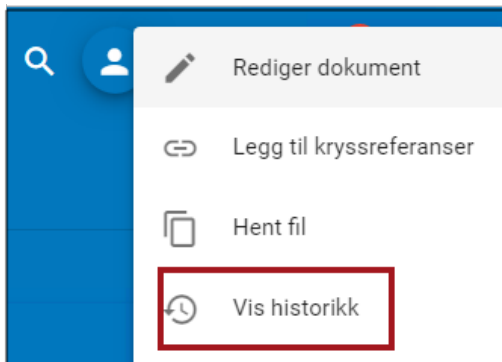 Rediger dokument
Legg til kryssreferanser
Hent fil
Vis historikk